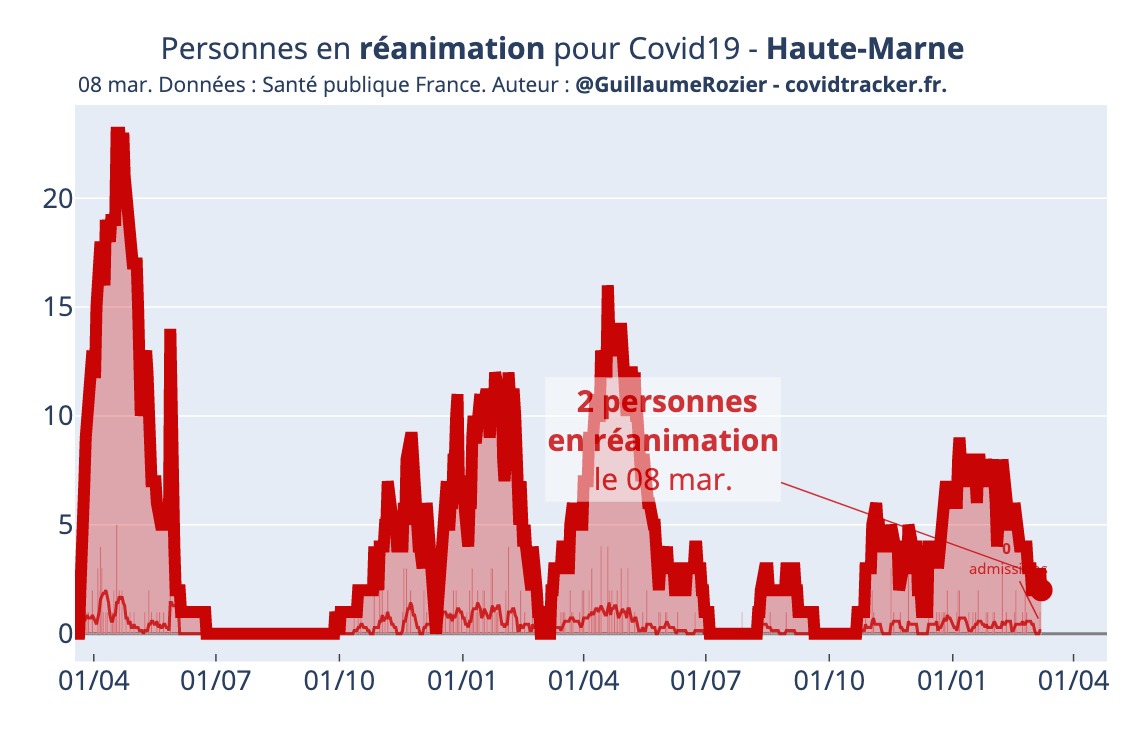 Personnes en réanimation pour Covid19 - Haute-Marne
08 mar. Données : Santé publique France. Auteur : @GuillaumeRozier - covidtracker.fr.
20
15
10
5
0
2 personnes
en réanimation
le 08 mar.
0
admissions
01/04
01/07
01/10
01/01
01/04
01/07
01/10
01/01
01/04